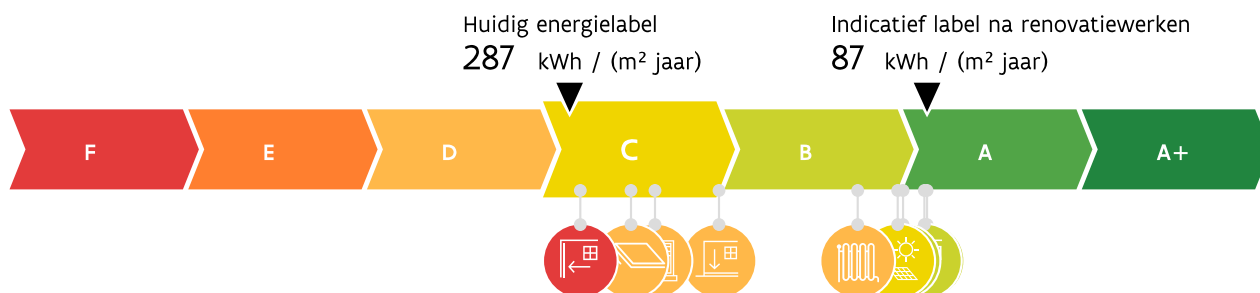 Huidig energielabel
287 kWh / (m² jaar)
Indicatief label na renovatiewerken
87 kWh / (m² jaar)
F E D C B A A+